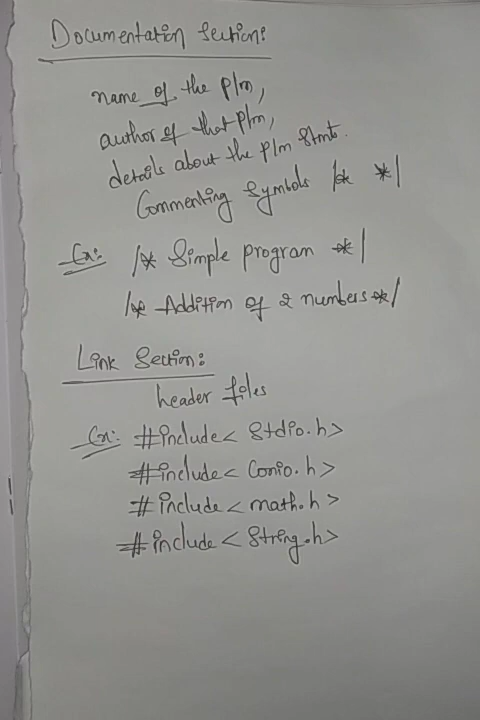 Documentation Section:
name of the plm,
author of that plm,
details about the plm Stmts.
Commenting Symbols /* */
Ex: /* Simple program */
/* Addition of 2 numbers */
Link Section:
header files
Ex: #include< Stdio.h>
#include< Conio.h>
#include< math.h>
#include< String.h>